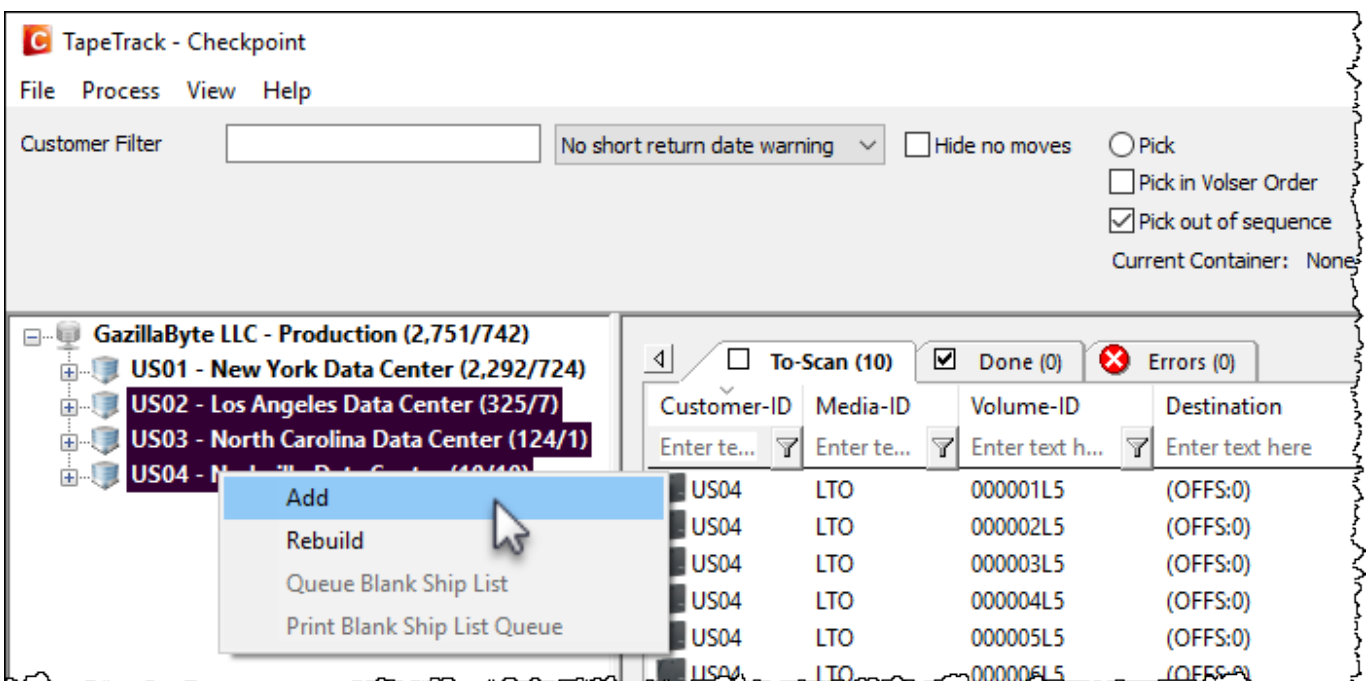 TapeTrack - Checkpoint
File Process View Help
Customer Filter No short return date warning Hide no moves Pick
Pick in Volser Order
Pick out of sequence
Current Container: None
GazillaByte LLC - Production (2,751/742)
US01 - New York Data Center (2,292/724)
US02 - Los Angeles Data Center (325/7)
US03 - North Carolina Data Center (124/1)
US04 -
Add
Rebuild
Queue Blank Ship List
Print Blank Ship List Queue
To-Scan (10) Done (0) Errors (0)
Customer-ID Media-ID Volume-ID Destination
Enter te... Enter te... Enter text h... Enter text here
US04 LTO 000001L5 (OFFS:0)
US04 LTO 000002L5 (OFFS:0)
US04 LTO 000003L5 (OFFS:0)
US04 LTO 000004L5 (OFFS:0)
US04 LTO 000005L5 (OFFS:0)
US04 LTO 000006L5 (OFFS:0)